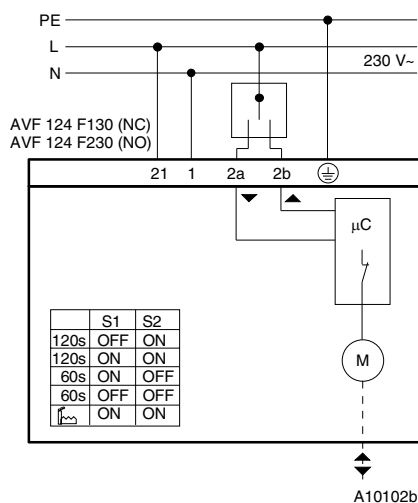 PE
L
N
230 V~
AVF 124 F130 (NC)
AVF 124 F230 (NO)
21 1 2a 2b
µC
S1 S2
120s OFF ON
120s ON ON
60s ON OFF
60s OFF OFF
ON ON
M
A10102b